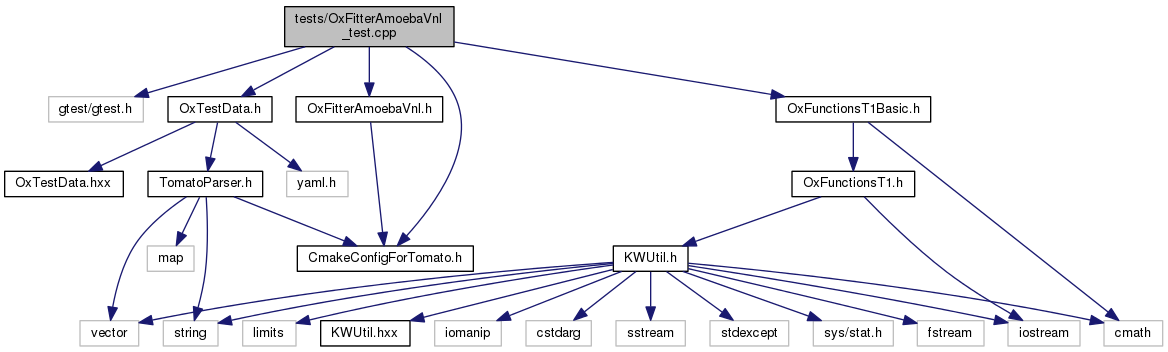 tests/OxFitterAmoebaVnl
_test.cpp
gtest/gtest.h
OxTestData.h
OxFitterAmoebaVnl.h
OxFunctionsT1Basic.h
OxTestData.hxx
TomatoParser.h
yaml.h
OxFunctionsT1.h
map
CmakeConfigForTomato.h
KWUtil.h
vector
string
limits
KWUtil.hxx
iomanip
cstdarg
sstream
stdexcept
sys/stat.h
fstream
iostream
cmath